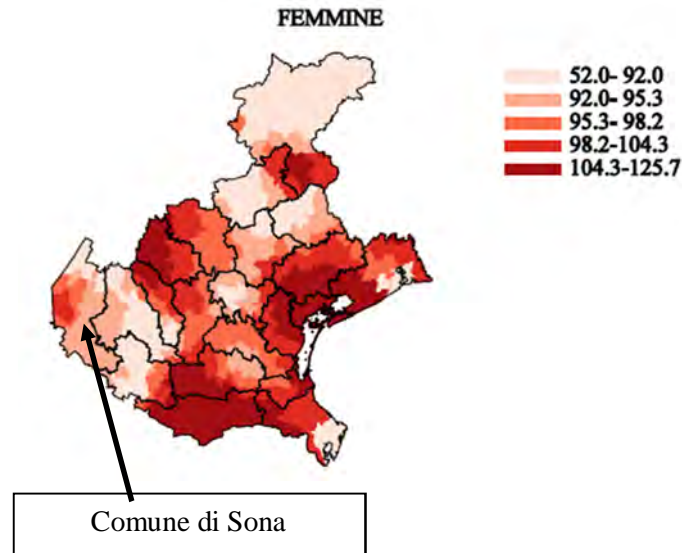 FEMMINE
52.0- 92.0
92.0- 95.3
95.3- 98.2
98.2-104.3
104.3-125.7
Comune di Sona